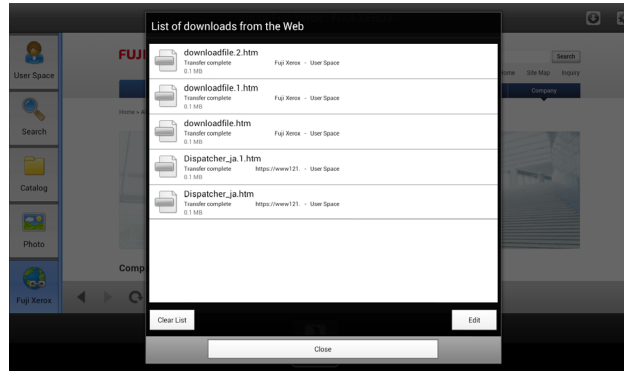 List of downloads from the Web
downloadfile.2.htm
Transfer complete Fuji Xerox - User Space
0.1 MB
downloadfile.1.htm
Transfer complete Fuji Xerox - User Space
0.1 MB
downloadfile.htm
Transfer complete Fuji Xerox - User Space
0.1 MB
Dispatcher_ja.1.htm
Transfer complete https://www121. - User Space
0.1 MB
Dispatcher_ja.htm
Transfer complete https://www121. - User Space
0.1 MB
Clear List Edit
Close
User Space
Search
Catalog
Photo
Fuji Xerox
FUJI
Search
ome Site Map Inquiry
Company
Home >
Comp